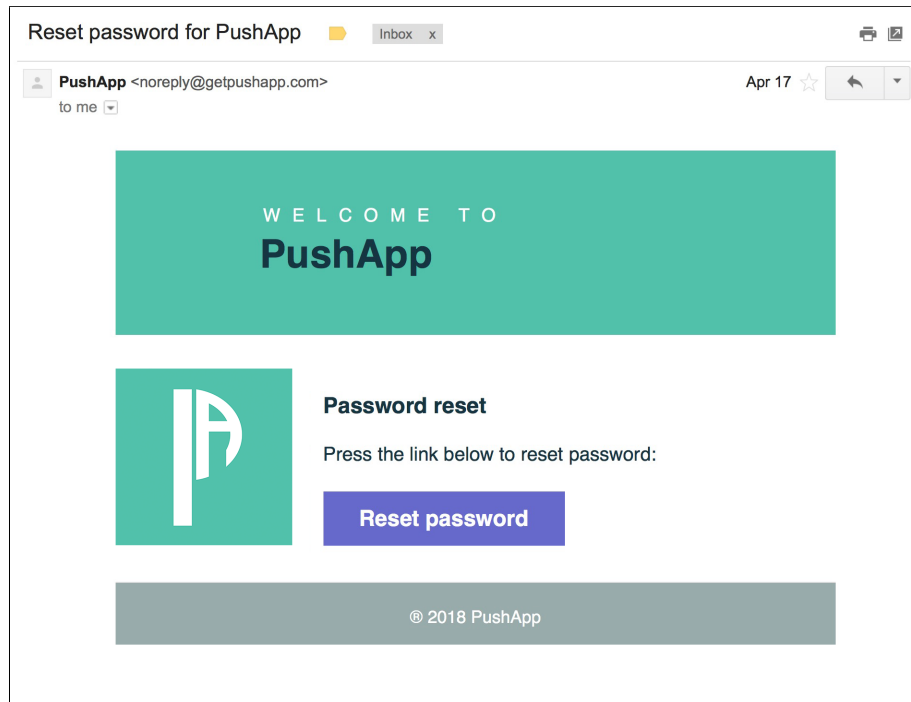 Reset password for PushApp Inbox x
PushApp <noreply@getpushapp.com> Apr 17
to me
WELCOME TO
PushApp
PA
Password reset
Press the link below to reset password:
Reset password
® 2018 PushApp